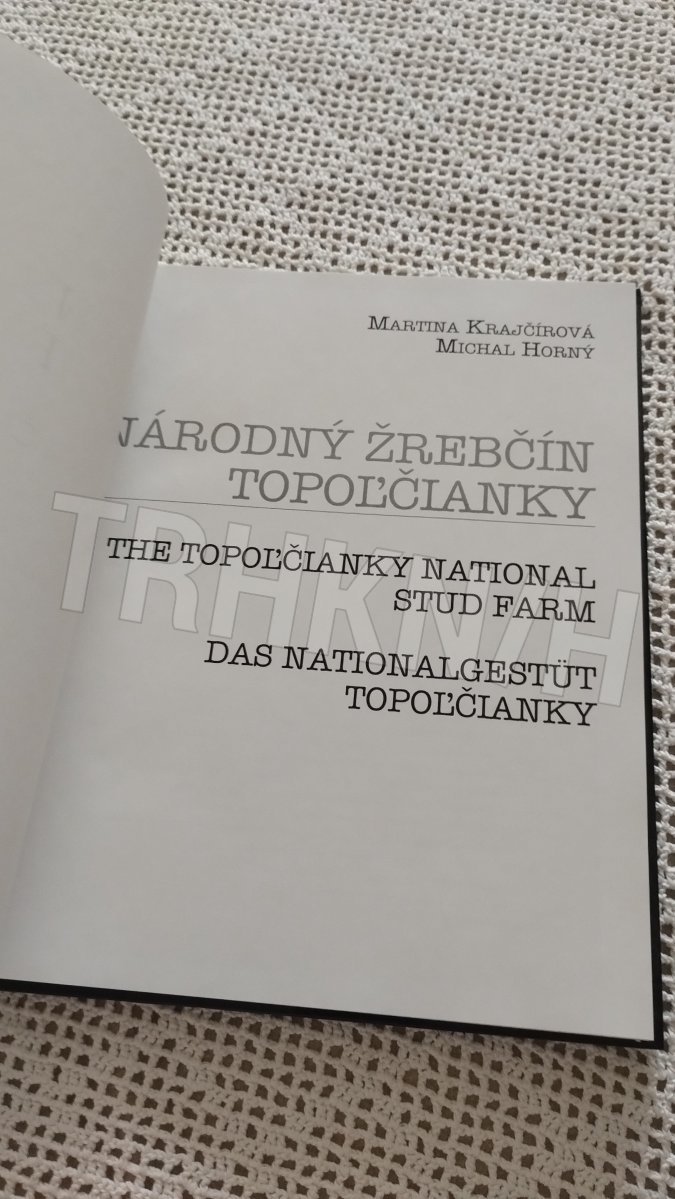 MARTINA KRAJČÍROVÁ
MICHAL HORNÝ
NÁRODNÝ ŽREBČÍN
TOPOĽČIANKY
THE TOPOĽČIANKY NATIONAL
STUD FARM
TRHKNIH
DAS NATIONALGESTÜT
TOPOĽČIANKY